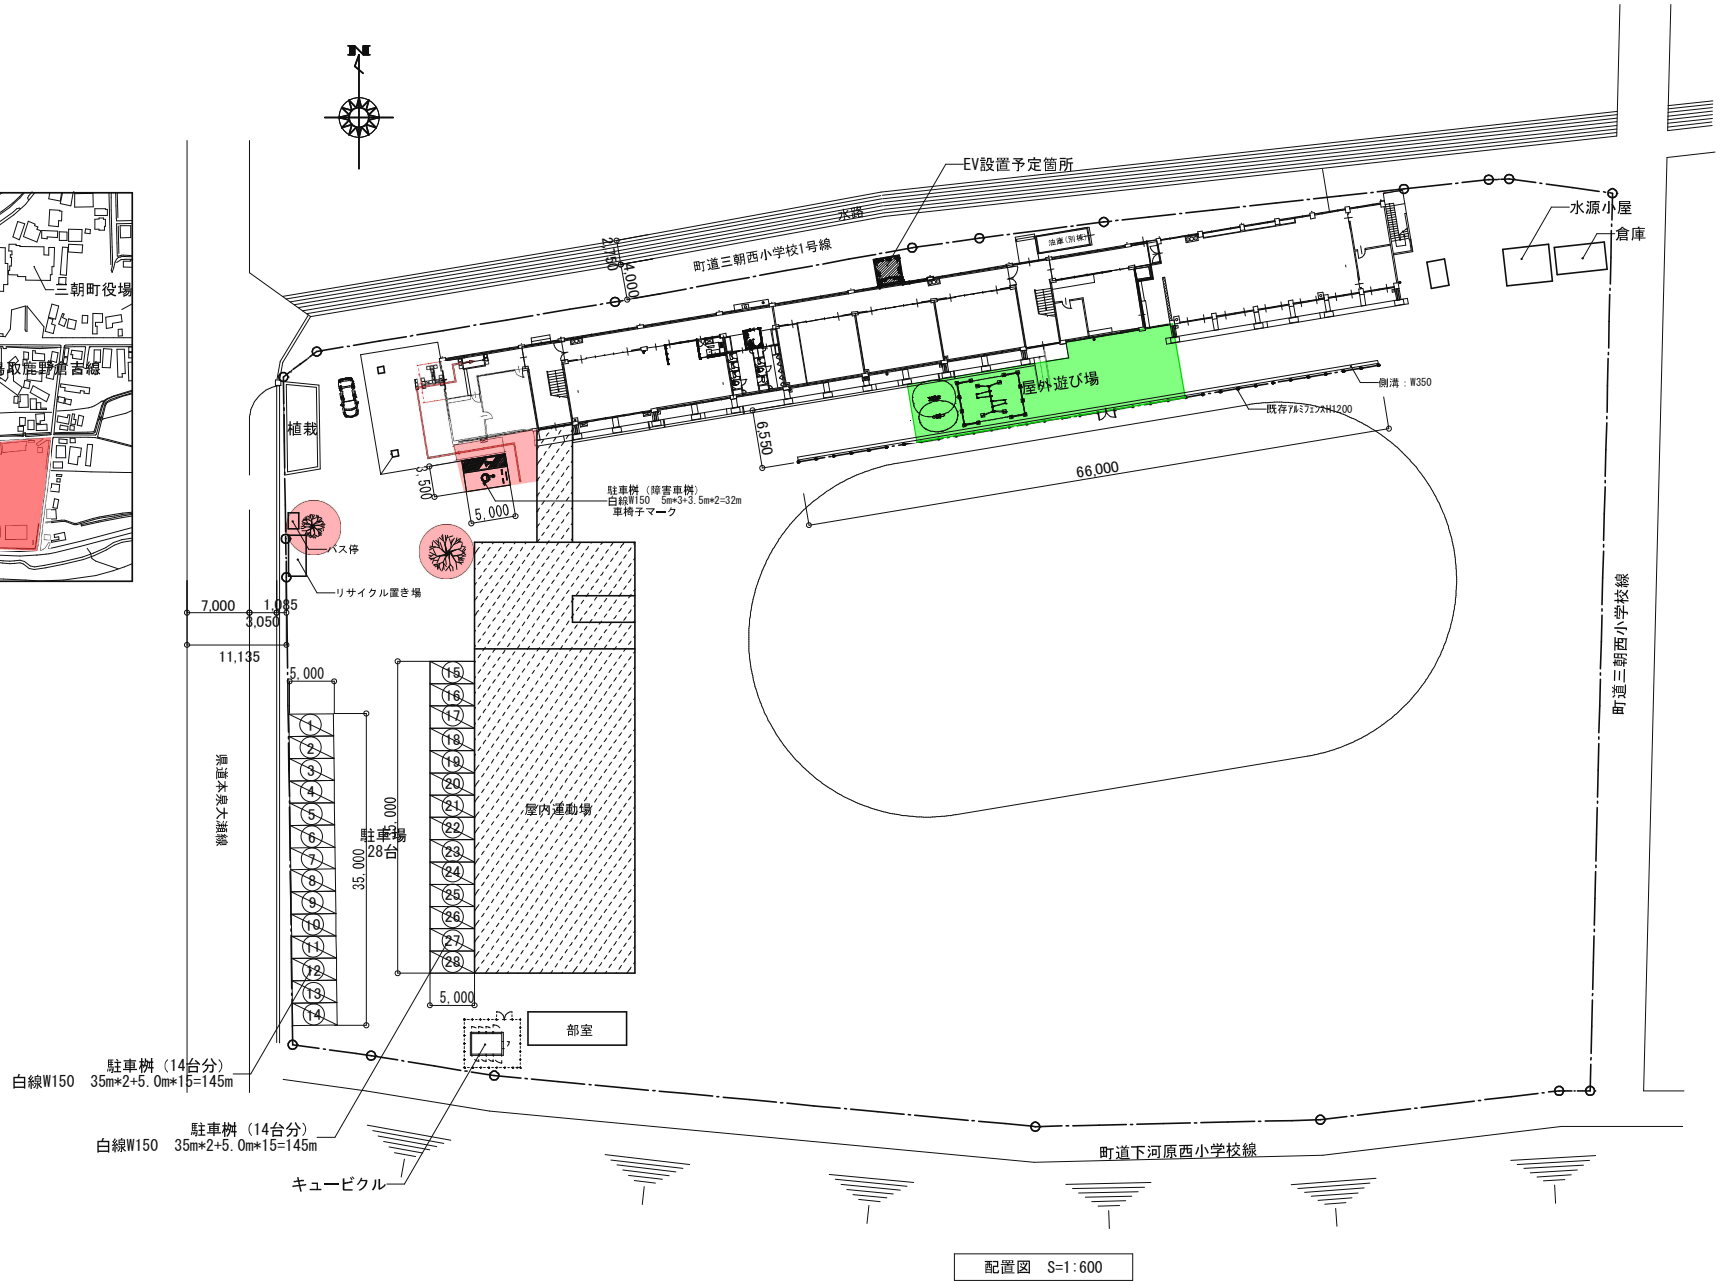 N
EV設置予定箇所
水源小屋
倉庫
水路
町道三朝西小学校1号線
油庫(別棟)
2,750
4,000
三朝町役場
鳥取鹿野倉吉線
植栽
屋外遊び場
側溝：W350
既存ｱﾙﾐﾌｪﾝｽH1200
6,550
66,000
3,500
5,000
駐車桝（障害車桝）
白線W150　5m*3+3.5m*2=32m
車椅子マーク
バス停
リサイクル置き場
7,000
1,085
3,050
11,135
5,000
町道三朝西小学校線
県道本泉大瀬線
1
2
3
4
5
6
7
8
9
10
11
12
13
14
35,000
駐車場
28台
15
16
17
18
19
20
21
22
23
24
25
26
27
28
屋内運動場
5,000
部室
駐車桝（14台分）
白線W150　35m*2+5.0m*15=145m
駐車桝（14台分）
白線W150　35m*2+5.0m*15=145m
キュービクル
町道下河原西小学校線
配置図　S=1:600